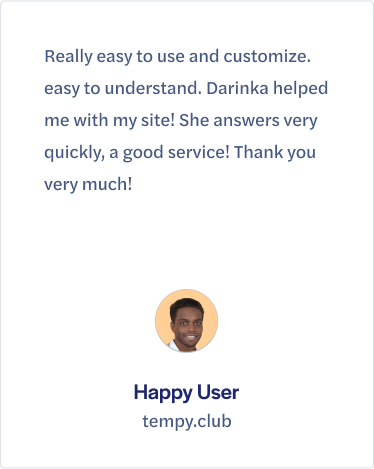 Really easy to use and customize.
easy to understand. Darinka helped
me with my site! She answers very
quickly, a good service! Thank you
very much!
Happy User
tempy.club